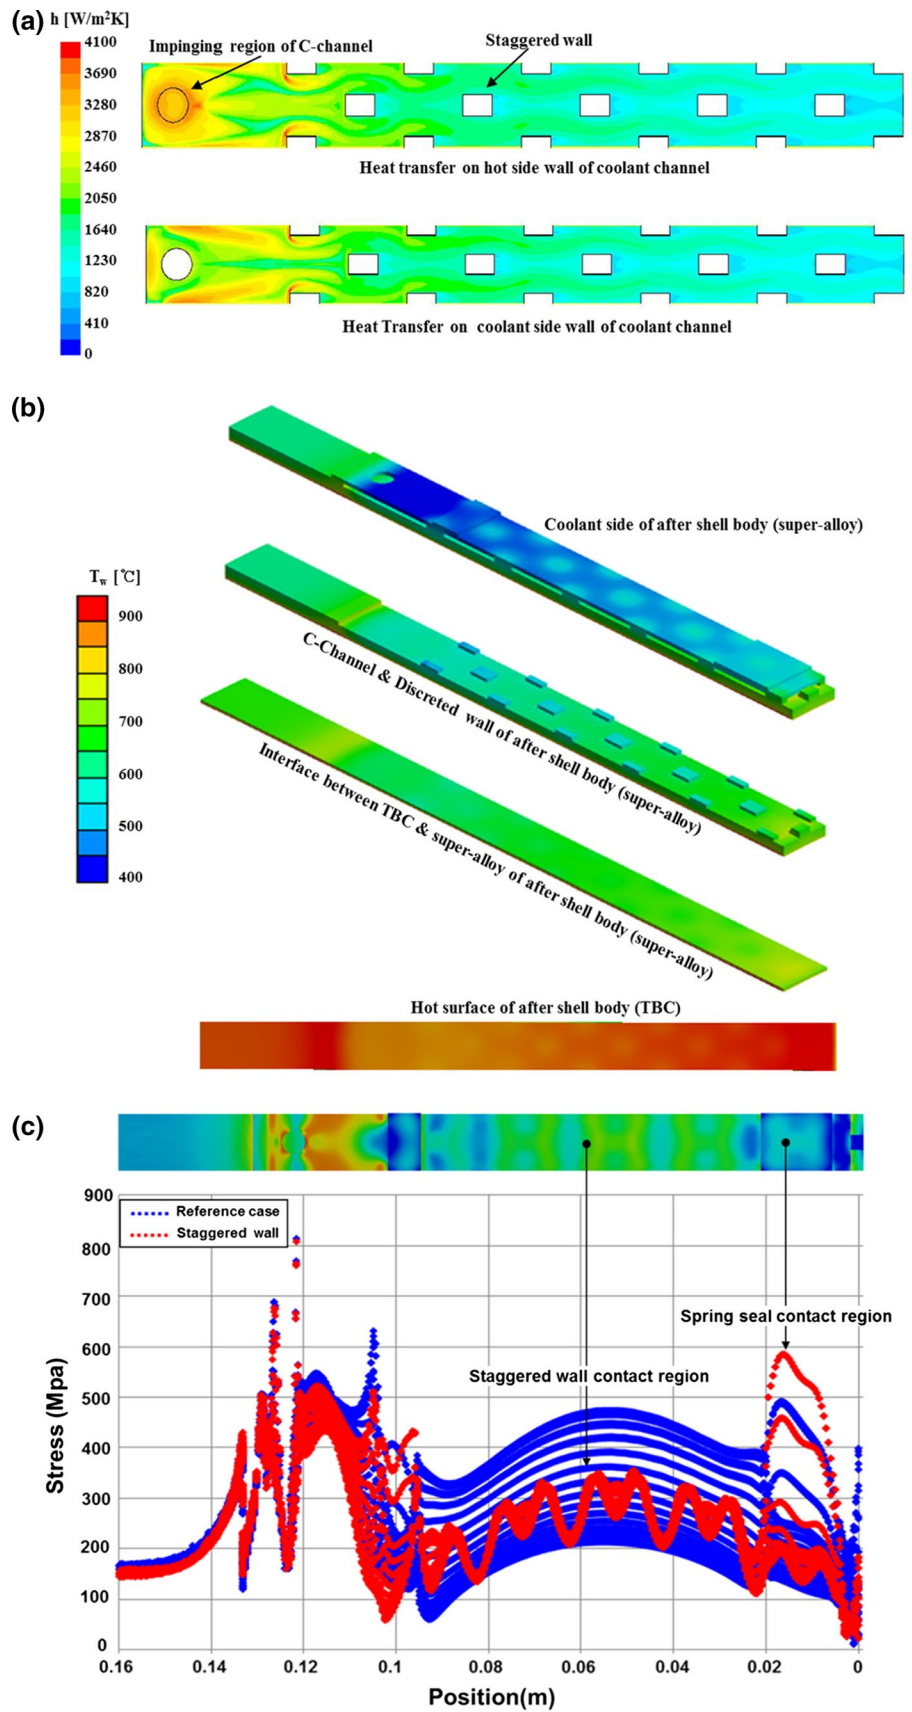 (a) h [W/m²K]
4100
3690
3280
2870
2460
2050
1640
1230
820
410
0
Impinging region of C-channel
Staggered wall
Heat transfer on hot side wall of coolant channel
Heat Transfer on coolant side wall of coolant channel
(b)
Coolant side of after shell body (super-alloy)
Tw [℃]
900
800
700
600
500
400
C-Channel & Discreted wall of after shell body (super-alloy)
Interface between TBC & super-alloy of after shell body (super-alloy)
Hot surface of after shell body (TBC)
(c)
900
800
700
600
500
400
300
200
100
0
Reference case
Staggered wall
Spring seal contact region
Staggered wall contact region
Stress (Mpa)
0.16 0.14 0.12 0.1 0.08 0.06 0.04 0.02 0
Position(m)